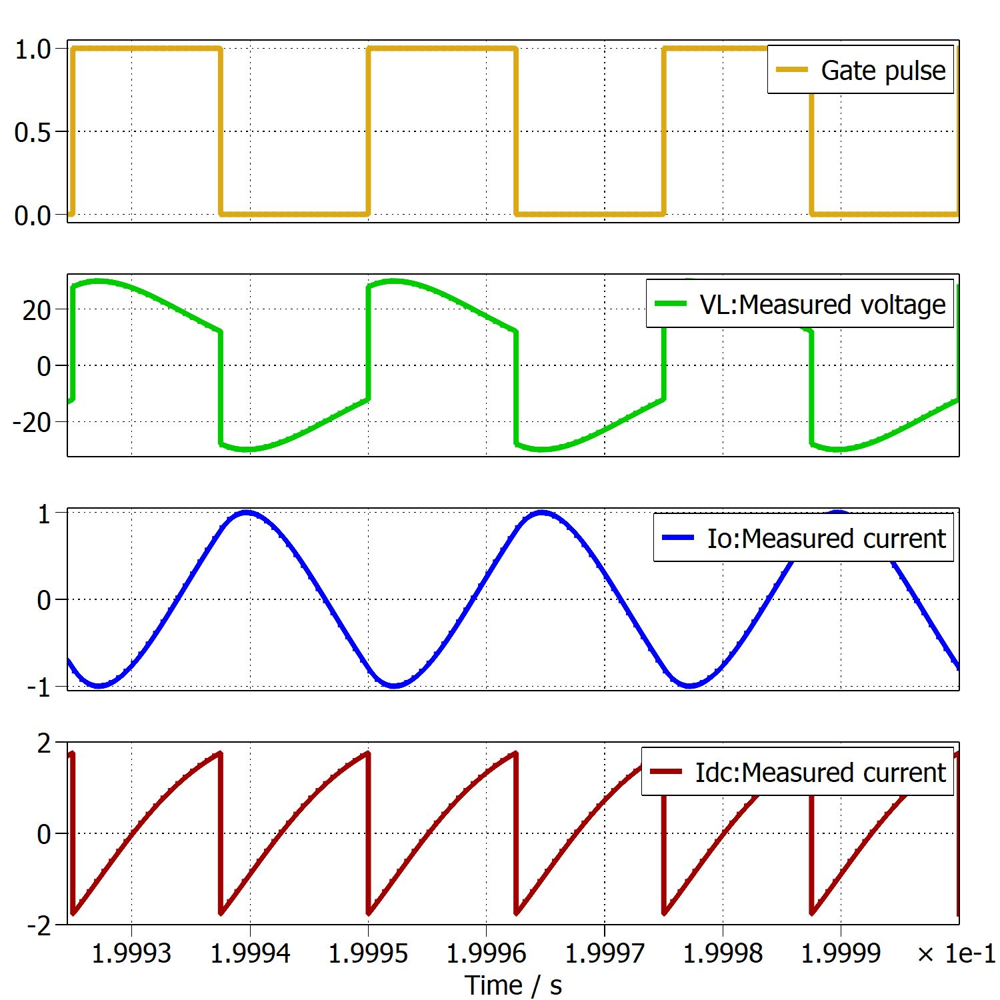 1.0
Gate pulse
0.5
0.0
VL:Measured voltage
20
0
-20
1
Io:Measured current
0
-1
2
Idc:Measured current
0
-2
1.9993 1.9994 1.9995 1.9996 1.9997 1.9998 1.9999 × 1e-1
Time / s